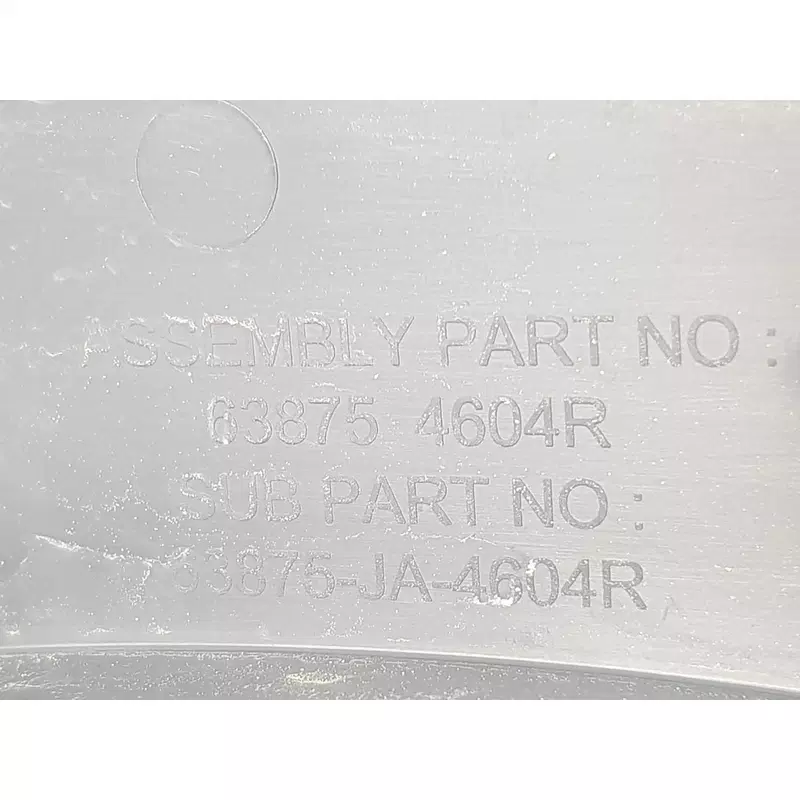 ASSEMBLY PART NO :
63875 4604R
SUB PART NO :
63875-JA-4604R